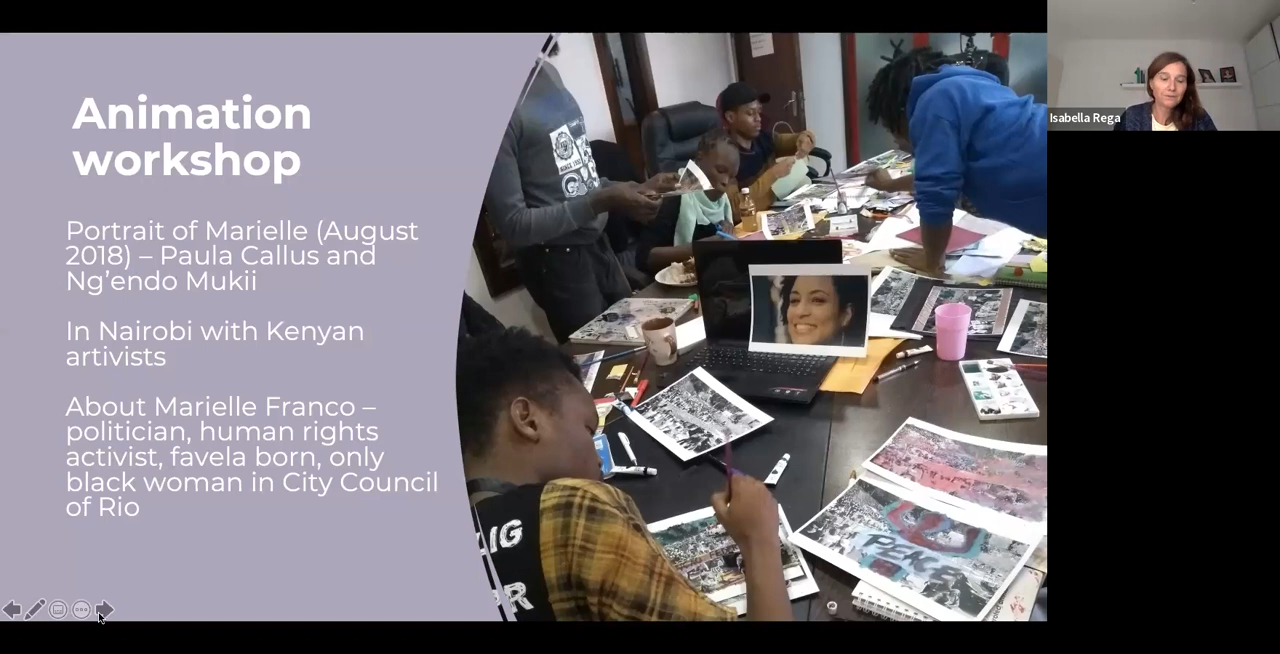 Animation
workshop
Portrait of Marielle (August
2018) – Paula Callus and
Ng’endo Mukii
In Nairobi with Kenyan
artivists
About Marielle Franco –
politician, human rights
activist, favela born, only
black woman in City Council
of Rio
Isabella Rega
PEACE